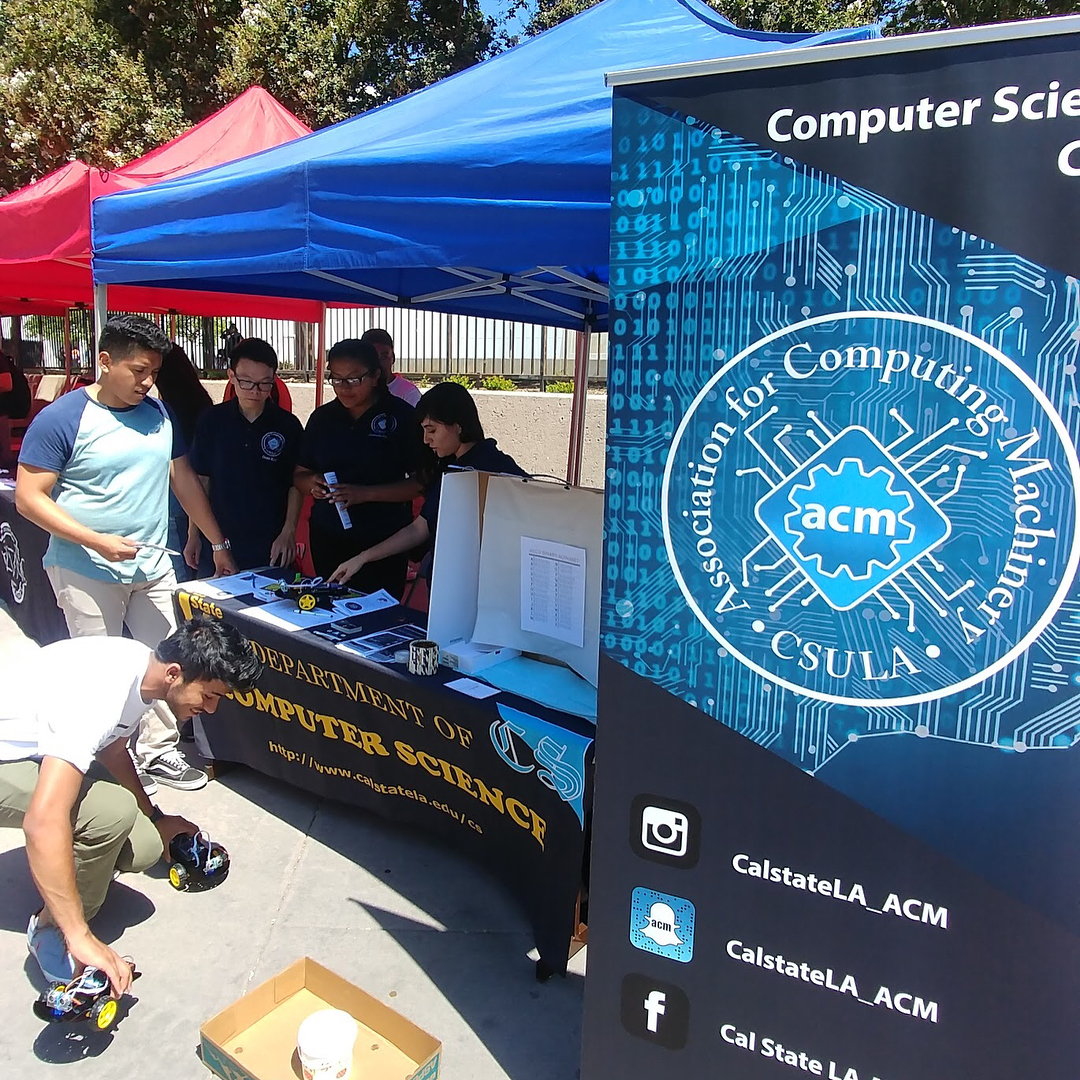 Computer Scie
C
Association for Computing Machinery
acm
• CSULA •
CalstateLA_ACM
acm
CalstateLA_ACM
Cal State LA A
State
DEPARTMENT OF
COMPUTER SCIENCE
http://www.calstatela.edu/cs
CS